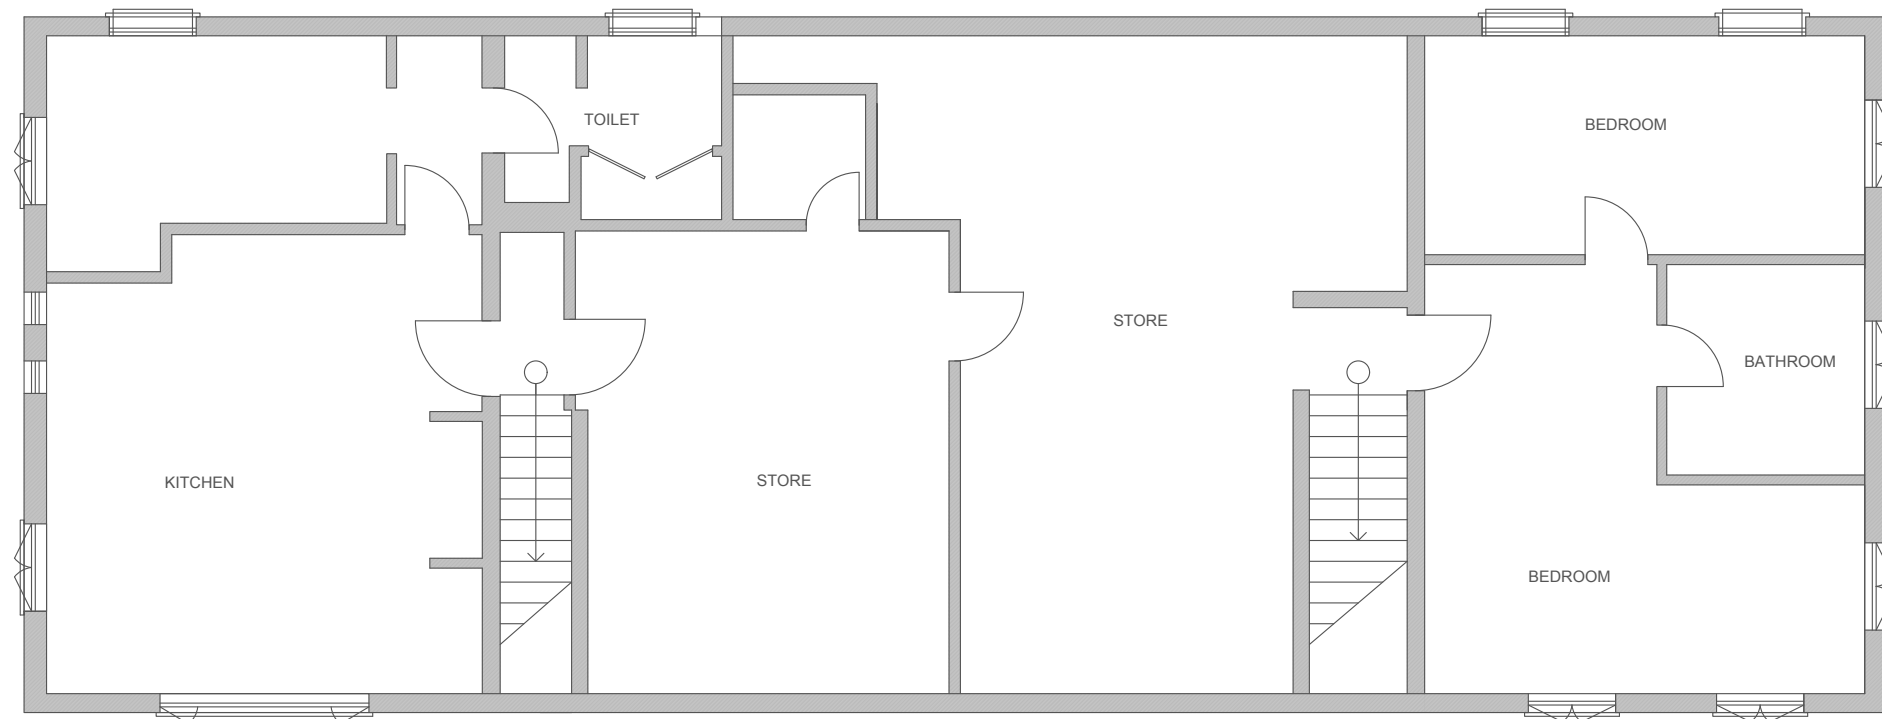 TOILET
BEDROOM
STORE
BATHROOM
KITCHEN
STORE
BEDROOM